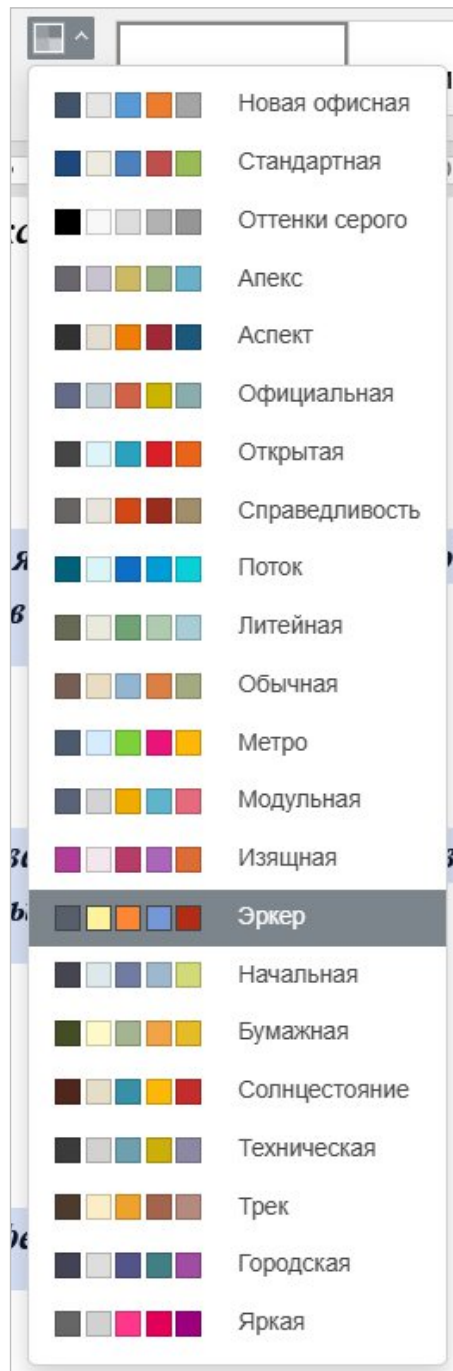 Новая офисная
Стандартная
Оттенки серого
Апекс
Аспект
Официальная
Открытая
Справедливость
Поток
Литейная
Обычная
Метро
Модульная
Изящная
Эркер
Начальная
Бумажная
Солнцестояние
Техническая
Трек
Городская
Яркая